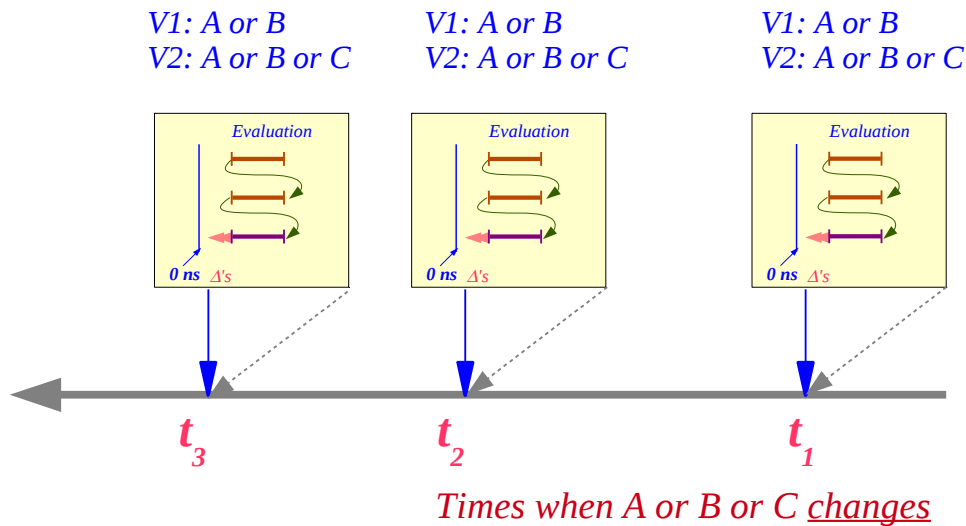 V1: A or B
V2: A or B or C
V1: A or B
V2: A or B or C
V1: A or B
V2: A or B or C
Evaluation
0 ns Δ's
Evaluation
0 ns Δ's
Evaluation
0 ns Δ's
t3
t2
t1
Times when A or B or C changes